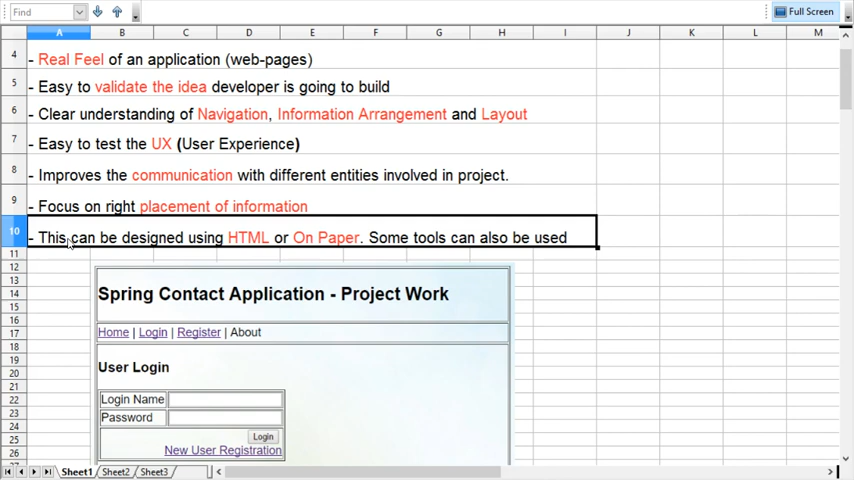 Find
Full Screen
A B C D E F G H I J K L M
4 - Real Feel of an application (web-pages)
5 - Easy to validate the idea developer is going to build
6 - Clear understanding of Navigation, Information Arrangement and Layout
7 - Easy to test the UX (User Experience)
8 - Improves the communication with different entities involved in project.
9 - Focus on right placement of information
10 - This can be designed using HTML or On Paper. Some tools can also be used
11
12
13
14 Spring Contact Application - Project Work
15
16
17 Home | Login | Register | About
18
19 User Login
20
21
22 Login Name
23 Password
24
25 Login
26 New User Registration
27
Sheet1 Sheet2 Sheet3